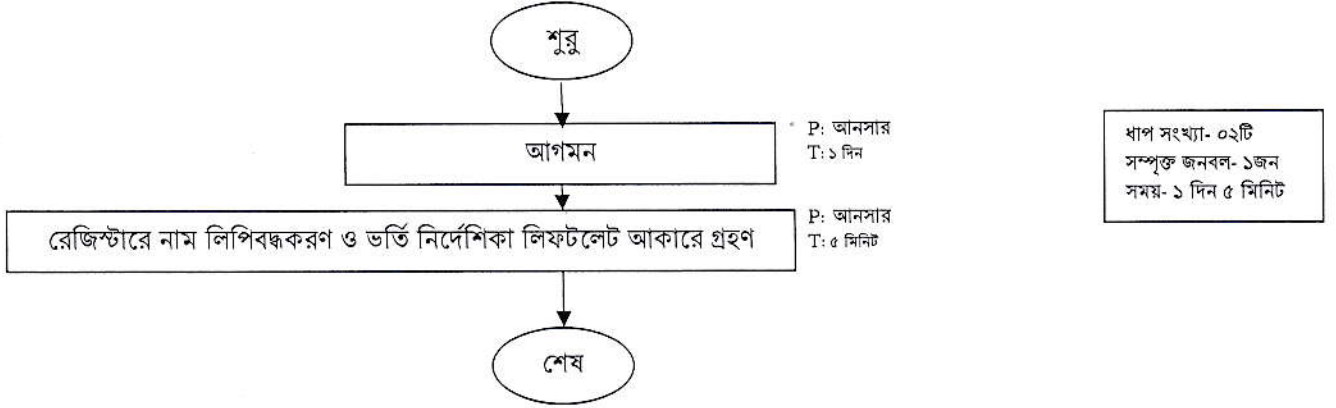 শুরু
আগমন
P: আনসার
T: ১ দিন
রেজিস্টারে নাম লিপিবদ্ধকরণ ও ভর্তি নির্দেশিকা লিফটলেট আকারে গ্রহণ
P: আনসার
T: ৫ মিনিট
শেষ
ধাপ সংখ্যা- ০২টি
সম্পৃক্ত জনবল- ১জন
সময়- ১ দিন ৫ মিনিট